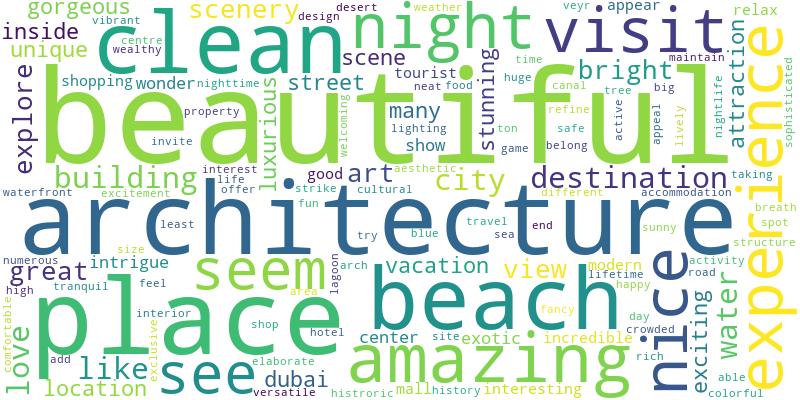 gorgeous
vibrant
design
desert
weather
veyr
appear
relax
scenery
clean
night
visit
inside
centre
wealthy
unique
scene
street
shopping
wonder
nighttime
tourist
neat
food
time
huge
canal
tree
big
maintain
bright
stunning
attraction
experience
sophisticated
nightlife
lively
appeal
active
explore
beautiful
property
luxurious
welcoming
many
lighting
show
ton
game
refine
safe
belong
invite
building
interest
life
offer
good
art
aesthetic
city
destination
taking
waterfront
excitement
strike
fun
cultural
different
accommodation
architecture
least
try
blue
travel
sea
end
sunny
breath
spot
structure
numerous
size
great
intrigue
seem
arch
lagoon
vacation
view
modern
lifetime
nice
road
activity
high
tranquil
feel
area
beach
fancy
happy
water
place
interior
exclusive
shop
hotel
center
site
exotic
incredible
day
crowded
exciting
comfortable
love
add
like
see
elaborate
amazing
rich
able
location
versatile
dubai
histroric
mall
history
interesting
colorful